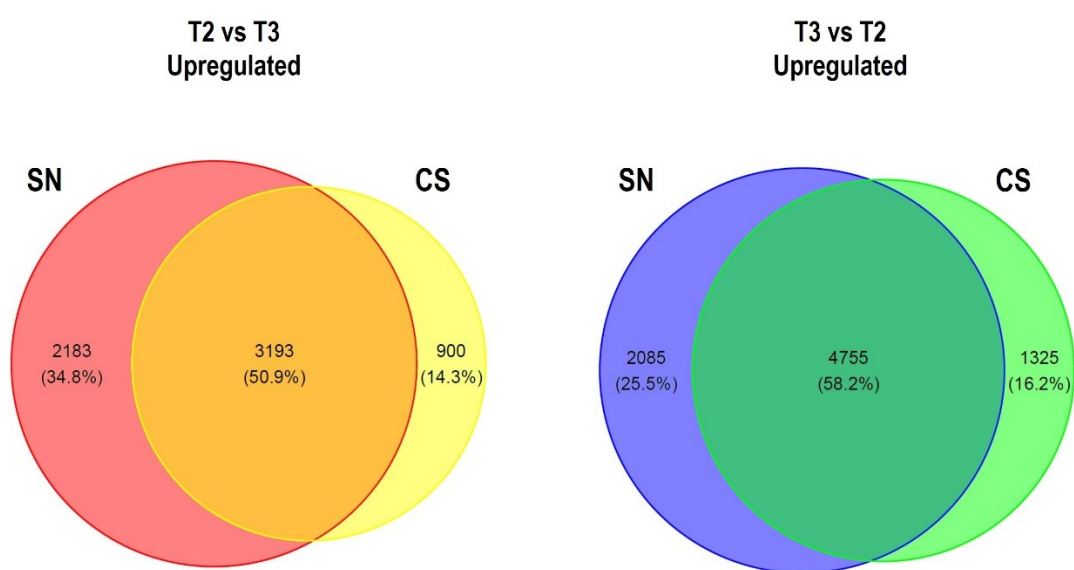 T2 vs T3
Upregulated
SN
CS
2183
(34.8%)
3193
(50.9%)
900
(14.3%)
T3 vs T2
Upregulated
SN
CS
2085
(25.5%)
4755
(58.2%)
1325
(16.2%)